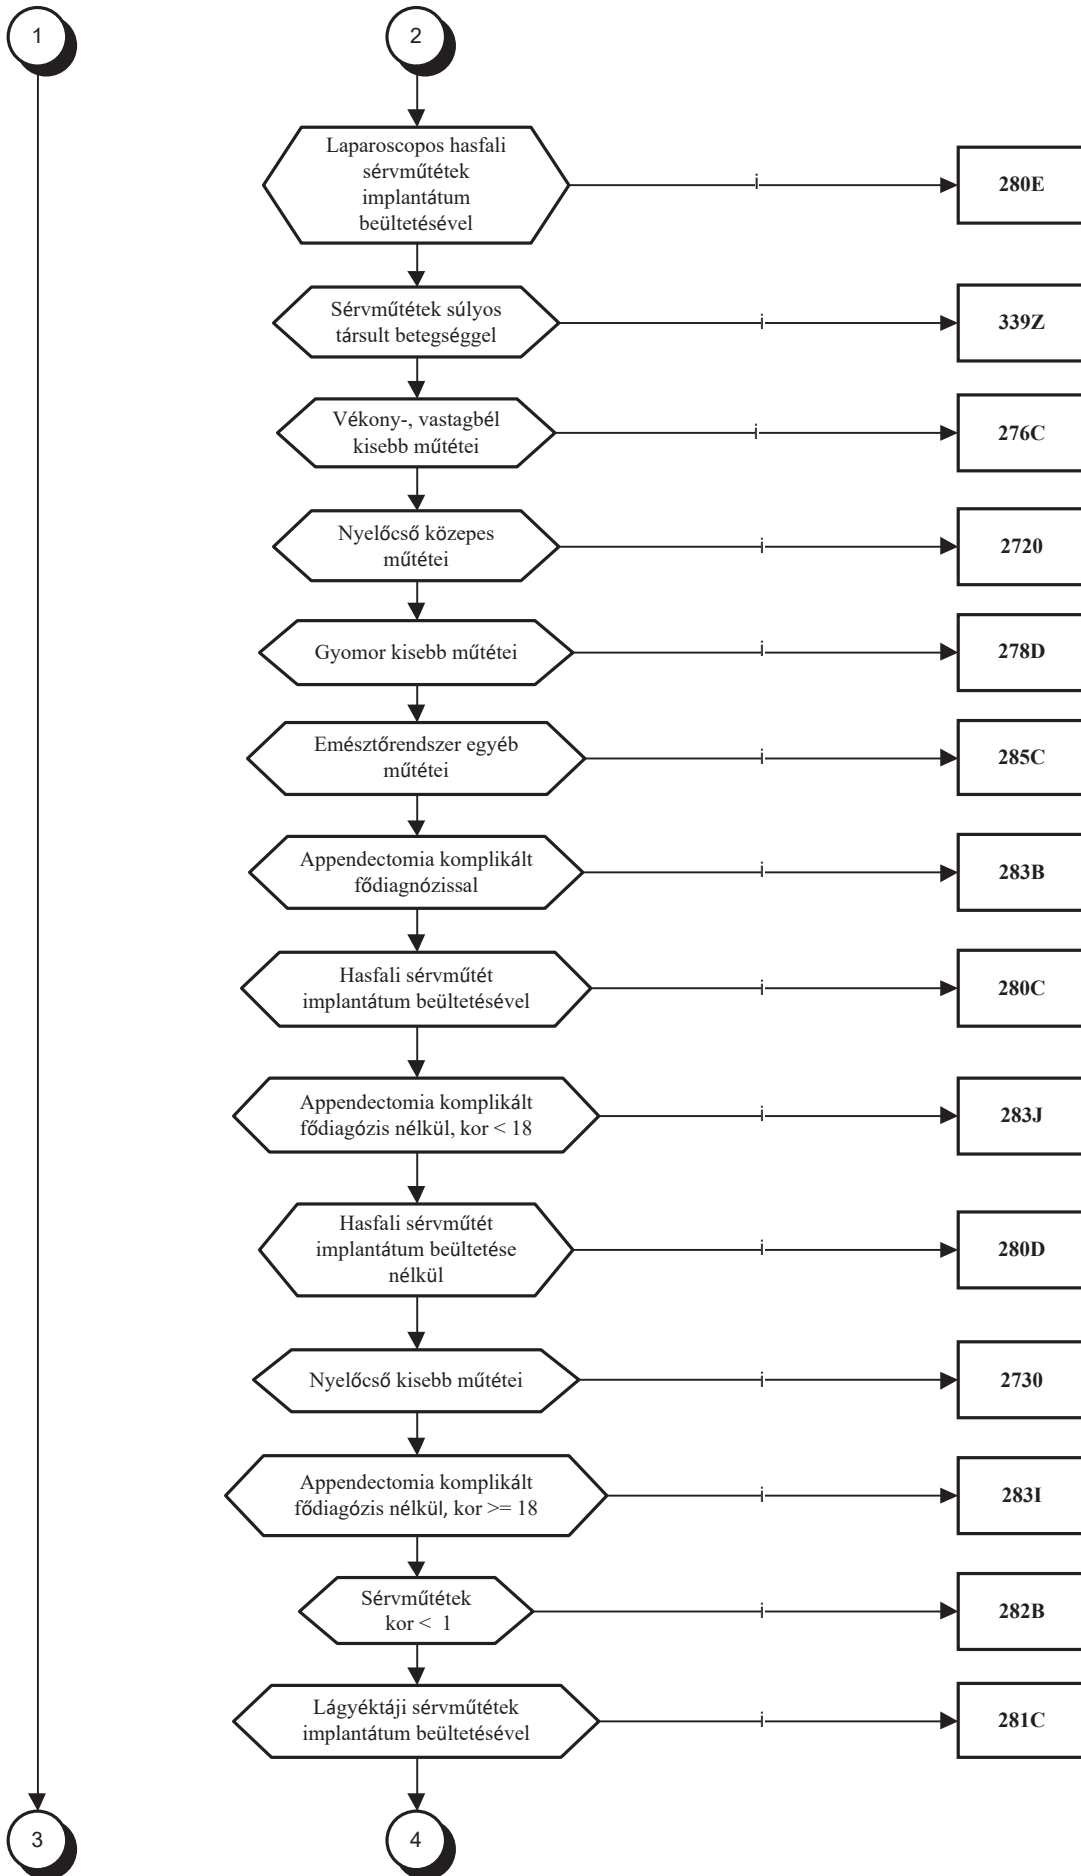 1
2
Laparoscopos hasfali
sérvműtétek
implantátum
beültetésével
i
280E
Sérvműtétek súlyos
társult betegséggel
i
339Z
Vékony-, vastagbél
kisebb műtétei
i
276C
Nyelőcső közepes
műtétei
i
2720
Gyomor kisebb műtétei
i
278D
Emésztőrendszer egyéb
műtétei
i
285C
Appendectomia komplikált
fődiagnózissal
i
283B
Hasfali sérvműtét
implantátum beültetésével
i
280C
Appendectomia komplikált
fődiagózis nélkül, kor < 18
i
283J
Hasfali sérvműtét
implantátum beültetése
nélkül
i
280D
Nyelőcső kisebb műtétei
i
2730
Appendectomia komplikált
fődiagózis nélkül, kor >= 18
i
283I
Sérvműtétek
kor < 1
i
282B
Lágyéktáji sérvműtétek
implantátum beültetésével
i
281C
3
4